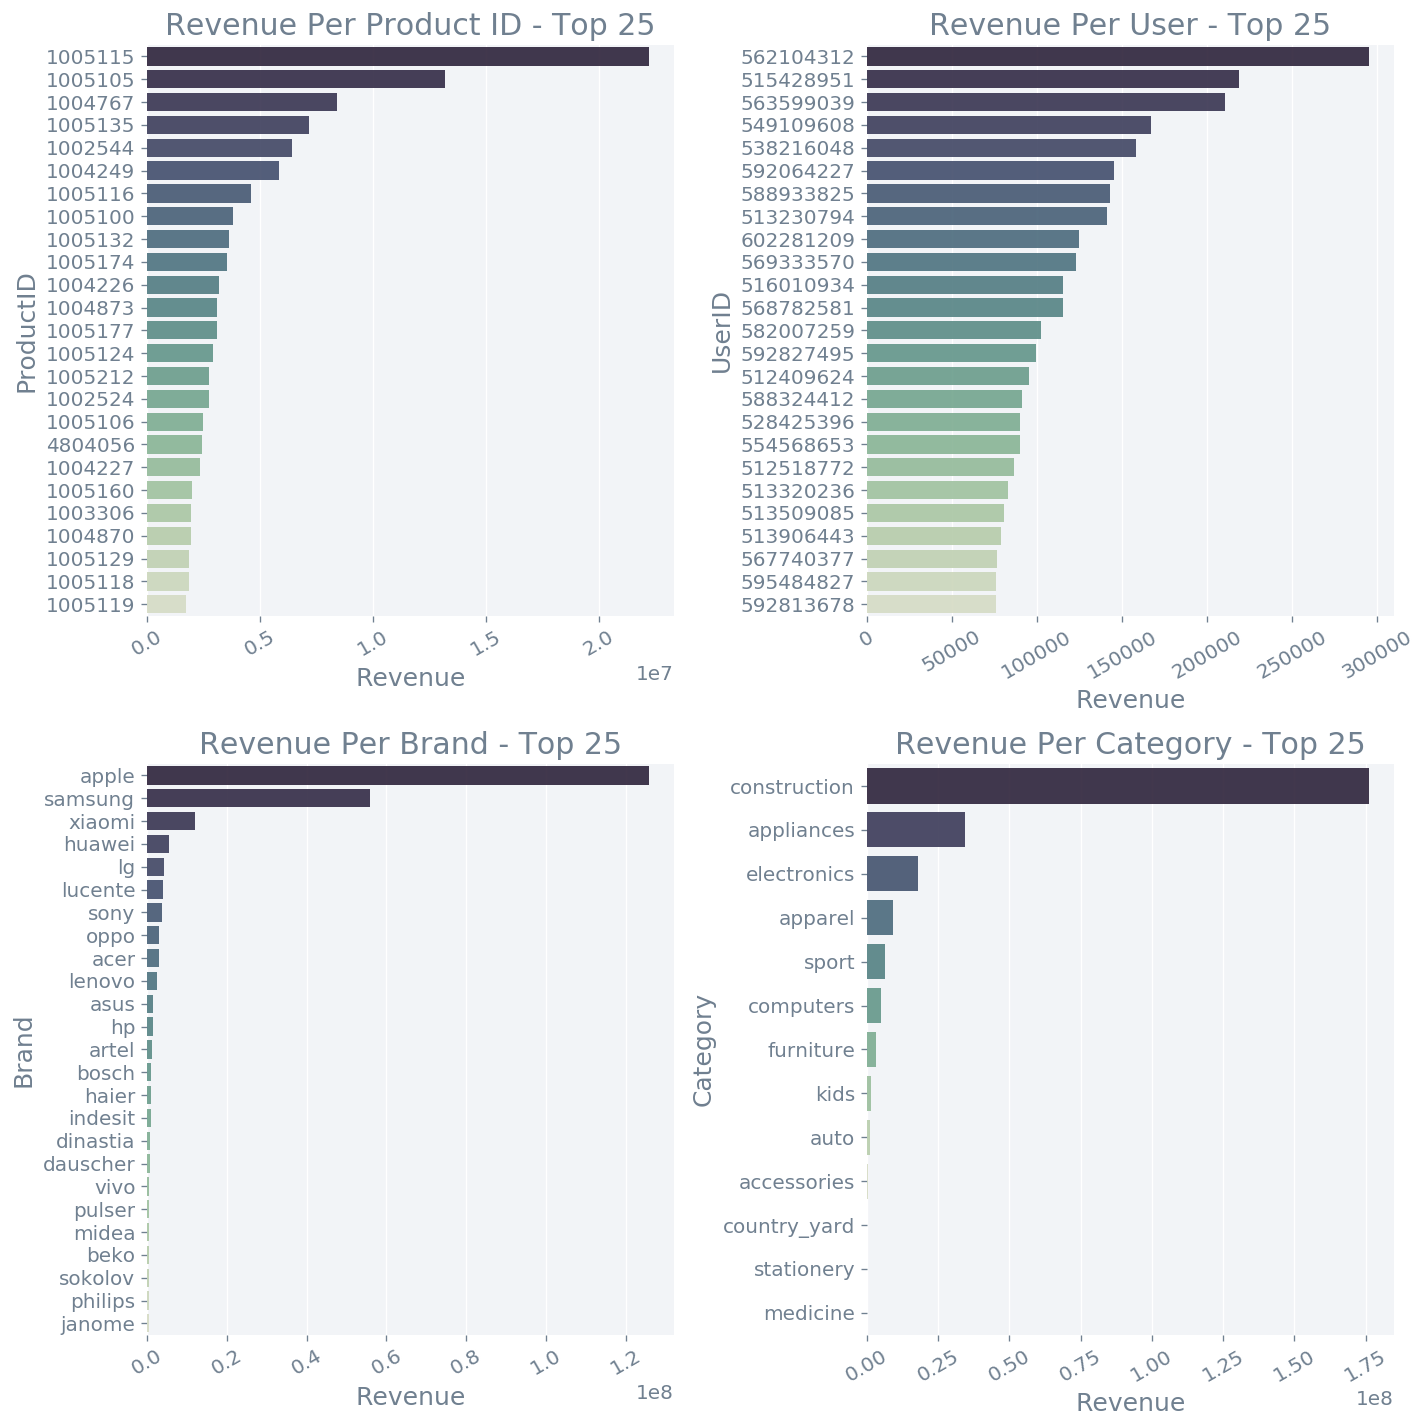 Revenue Per Product ID - Top 25
ProductID
1005115
1005105
1004767
1005135
1002544
1004249
1005116
1005100
1005132
1005174
1004226
1004873
1005177
1005124
1005212
1002524
1005106
4804056
1004227
1005160
1003306
1004870
1005129
1005118
1005119
0.0 0.5 1.0 1.5 2.0
1e7
Revenue
Revenue Per User - Top 25
UserID
562104312
515428951
563599039
549109608
538216048
592064227
588933825
513230794
602281209
569333570
516010934
568782581
582007259
592827495
512409624
588324412
528425396
554568653
512518772
513320236
513509085
513906443
567740377
595484827
592813678
0 50000 100000 150000 200000 250000 300000
Revenue
Revenue Per Brand - Top 25
Brand
apple
samsung
xiaomi
huawei
lg
lucente
sony
oppo
acer
lenovo
asus
hp
artel
bosch
haier
indesit
dinastia
dauscher
vivo
pulser
midea
beko
sokolov
philips
janome
0.0 0.2 0.4 0.6 0.8 1.0 1.2
1e8
Revenue
Revenue Per Category - Top 25
Category
construction
appliances
electronics
apparel
sport
computers
furniture
kids
auto
accessories
country_yard
stationery
medicine
0.00 0.25 0.50 0.75 1.00 1.25 1.50 1.75
1e8
Revenue